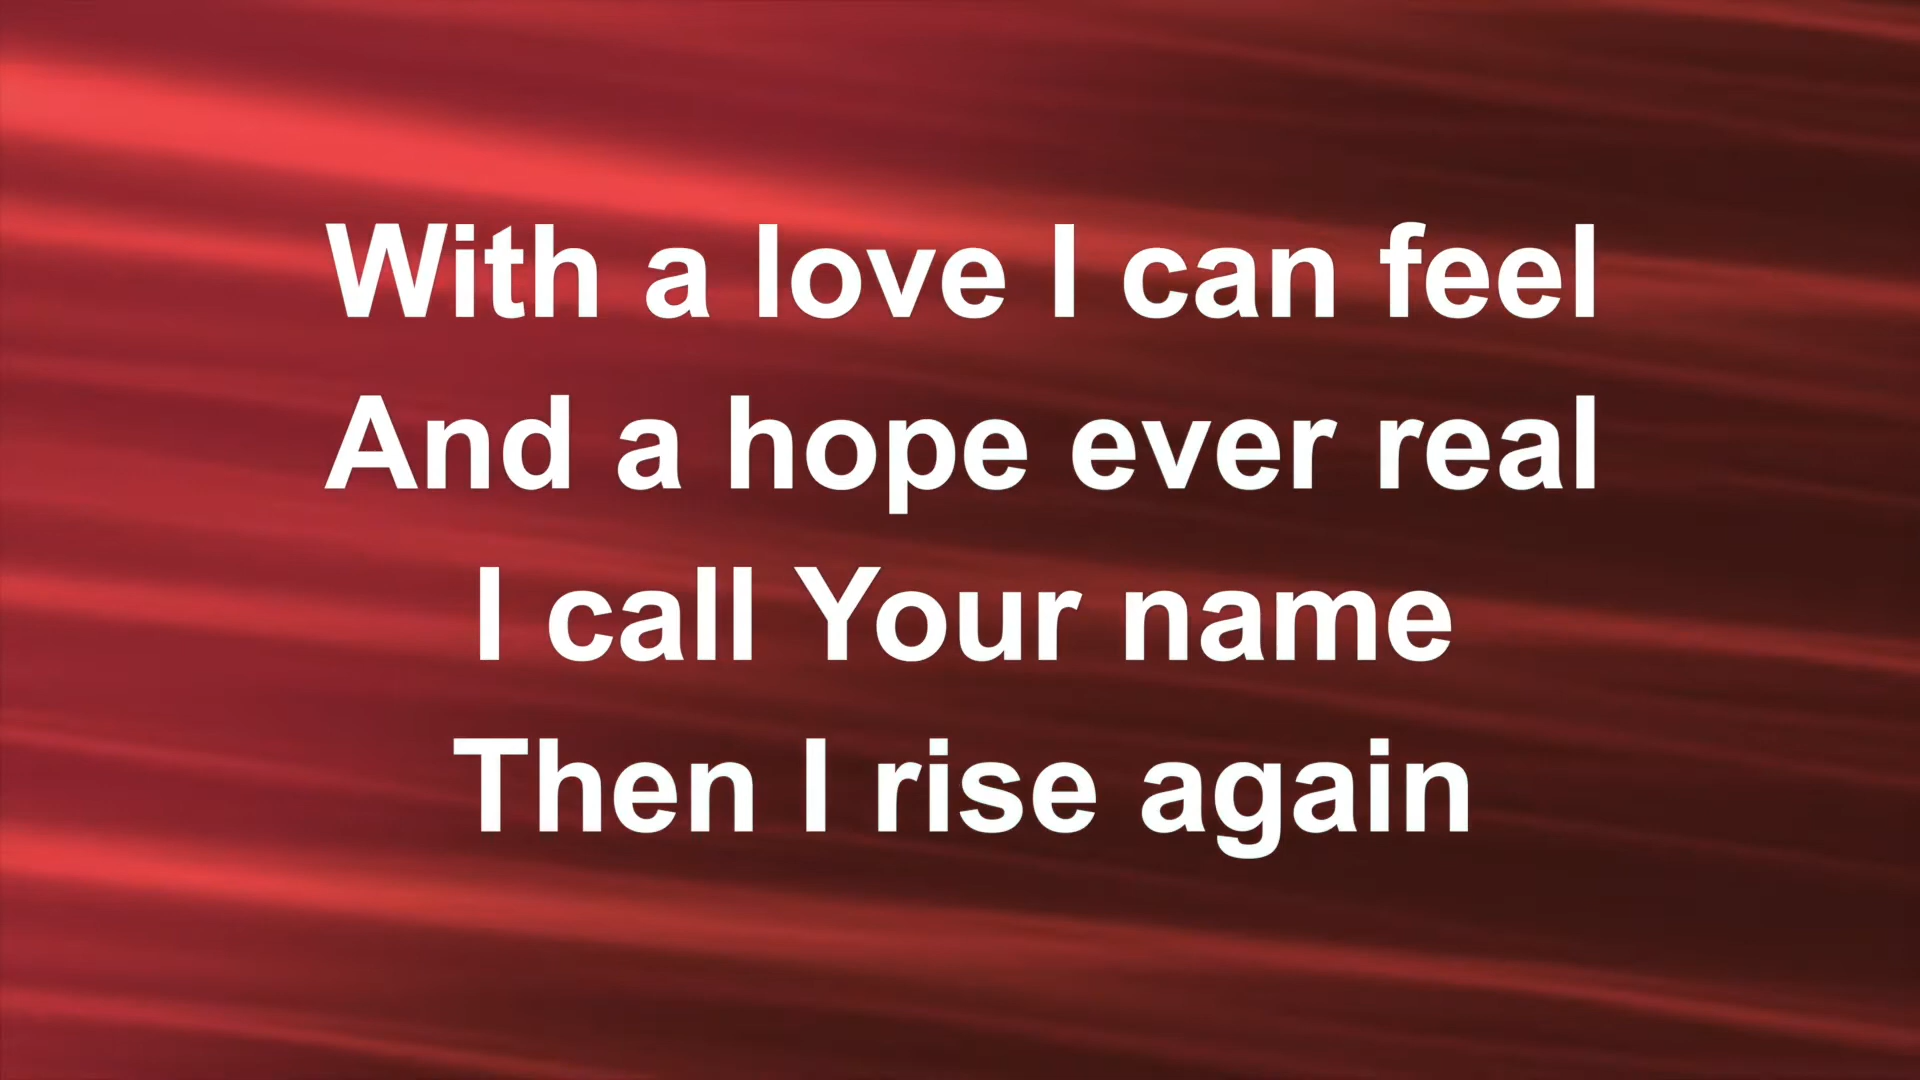 With a love I can feel
And a hope ever real
I call Your name
Then I rise again